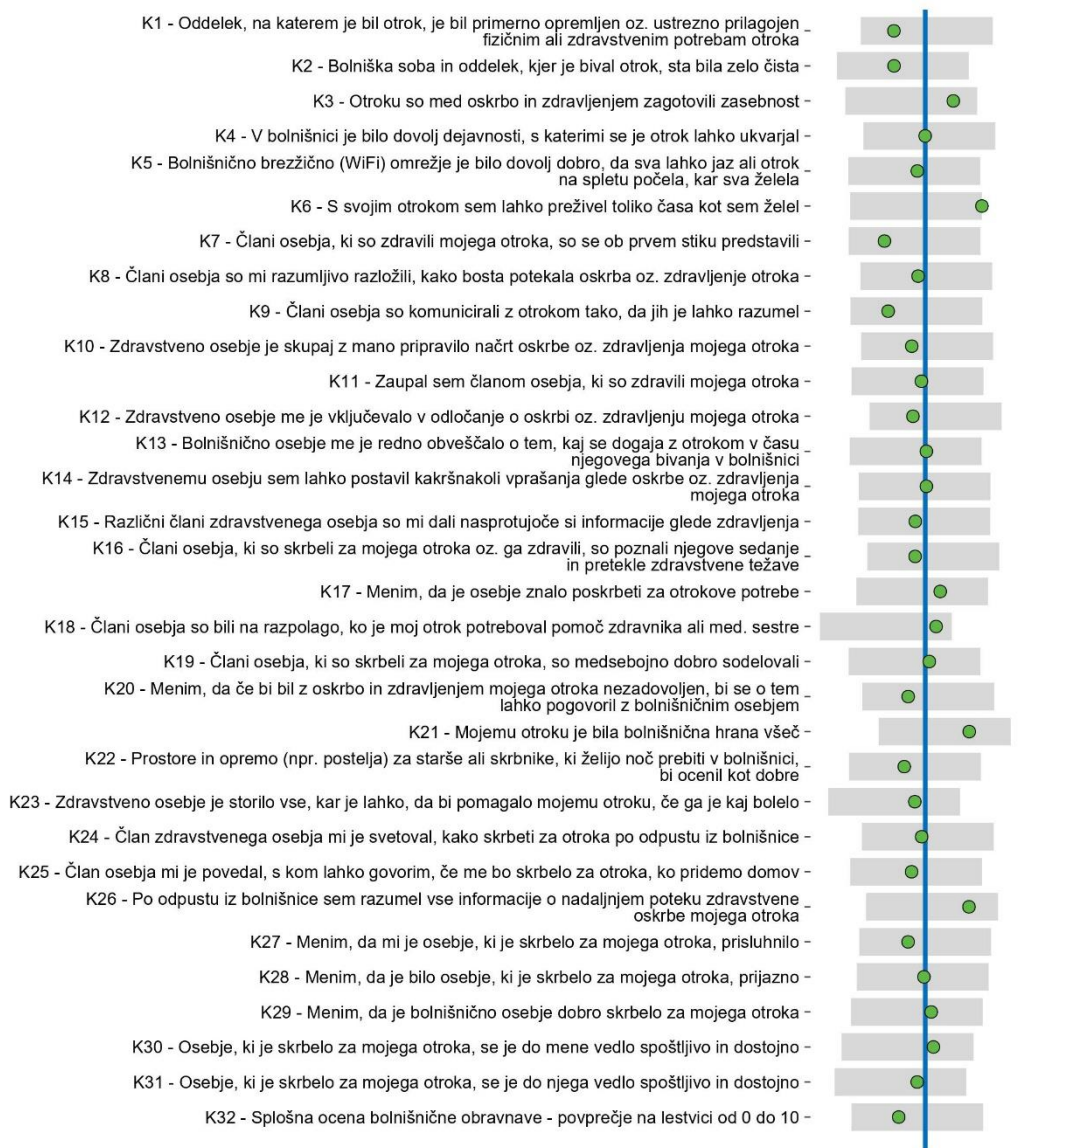 K1 - Oddelek, na katerem je bil otrok, je bil primerno opremljen oz. ustrezno prilagojen
fizičnim ali zdravstvenim potrebam otroka
K2 - Bolniška soba in oddelek, kjer je bival otrok, sta bila zelo čista
K3 - Otroku so med oskrbo in zdravljenjem zagotovili zasebnost
K4 - V bolnišnici je bilo dovolj dejavnosti, s katerimi se je otrok lahko ukvarjal
K5 - Bolnišnično brezžično (WiFi) omrežje je bilo dovolj dobro, da sva lahko jaz ali otrok
na spletu počela, kar sva želela
K6 - S svojim otrokom sem lahko preživel toliko časa kot sem želel
K7 - Člani osebja, ki so zdravili mojega otroka, so se ob prvem stiku predstavili
K8 - Člani osebja so mi razumljivo razložili, kako bosta potekala oskrba oz. zdravljenje otroka
K9 - Člani osebja so komunicirali z otrokom tako, da jih je lahko razumel
K10 - Zdravstveno osebje je skupaj z mano pripravilo načrt oskrbe oz. zdravljenja mojega otroka
K11 - Zaupal sem članom osebja, ki so zdravili mojega otroka
K12 - Zdravstveno osebje me je vključevalo v odločanje o oskrbi oz. zdravljenju mojega otroka
K13 - Bolnišnično osebje me je redno obveščalo o tem, kaj se dogaja z otrokom v času
njegovega bivanja v bolnišnici
K14 - Zdravstvenemu osebju sem lahko postavil kakršnakoli vprašanja glede oskrbe oz. zdravljenja
mojega otroka
K15 - Različni člani zdravstvenega osebja so mi dali nasprotujoče si informacije glede zdravljenja
K16 - Člani osebja, ki so skrbeli za mojega otroka oz. ga zdravili, so poznali njegove sedanje
in pretekle zdravstvene težave
K17 - Menim, da je osebje znalo poskrbeti za otrokove potrebe
K18 - Člani osebja so bili na razpolago, ko je moj otrok potreboval pomoč zdravnika ali med. sestre
K19 - Člani osebja, ki so skrbeli za mojega otroka, so medsebojno dobro sodelovali
K20 - Menim, da če bi bil z oskrbo in zdravljenjem mojega otroka nezadovoljen, bi se o tem
lahko pogovoril z bolnišničnim osebjem
K21 - Mojemu otroku je bila bolnišnična hrana všeč
K22 - Prostore in opremo (npr. postelja) za starše ali skrbnike, ki želijo noč prebiti v bolnišnici,
bi ocenil kot dobre
K23 - Zdravstveno osebje je storilo vse, kar je lahko, da bi pomagalo mojemu otroku, če ga je kaj bolelo
K24 - Član zdravstvenega osebja mi je svetoval, kako skrbeti za otroka po odpustu iz bolnišnice
K25 - Član osebja mi je povedal, s kom lahko govorim, če me bo skrbelo za otroka, ko pridemo domov
K26 - Po odpustu iz bolnišnice sem razumel vse informacije o nadaljnjem poteku zdravstvene
oskrbe mojega otroka
K27 - Menim, da mi je osebje, ki je skrbelo za mojega otroka, prisluhnilo
K28 - Menim, da je bilo osebje, ki je skrbelo za mojega otroka, prijazno
K29 - Menim, da je bolnišnično osebje dobro skrbelo za mojega otroka
K30 - Osebje, ki je skrbelo za mojega otroka, se je do mene vedlo spoštljivo in dostojno
K31 - Osebje, ki je skrbelo za mojega otroka, se je do njega vedlo spoštljivo in dostojno
K32 - Splošna ocena bolnišnične obravnave - povprečje na lestvici od 0 do 10